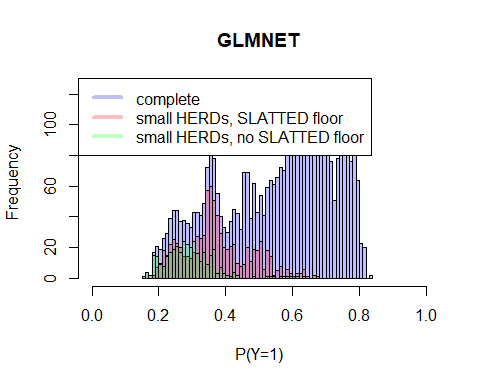 GLMNET
complete
small HERDs, SLATTED floor
small HERDs, no SLATTED floor
Frequency
0
20
60
100
0.0 0.2 0.4 0.6 0.8 1.0
P(Y=1)